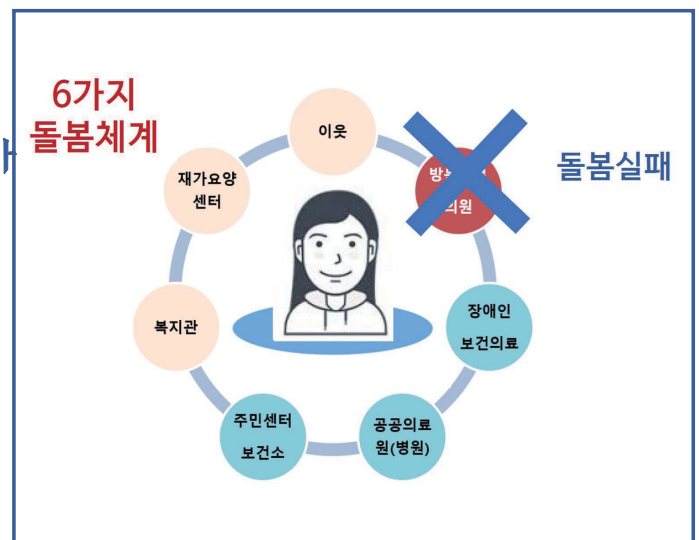 6가지
돌봄체계
이웃
재가요양
센터
의원
돌봄실패
복지관
장애인
보건의료
주민센터
보건소
공공의료
원(병원)